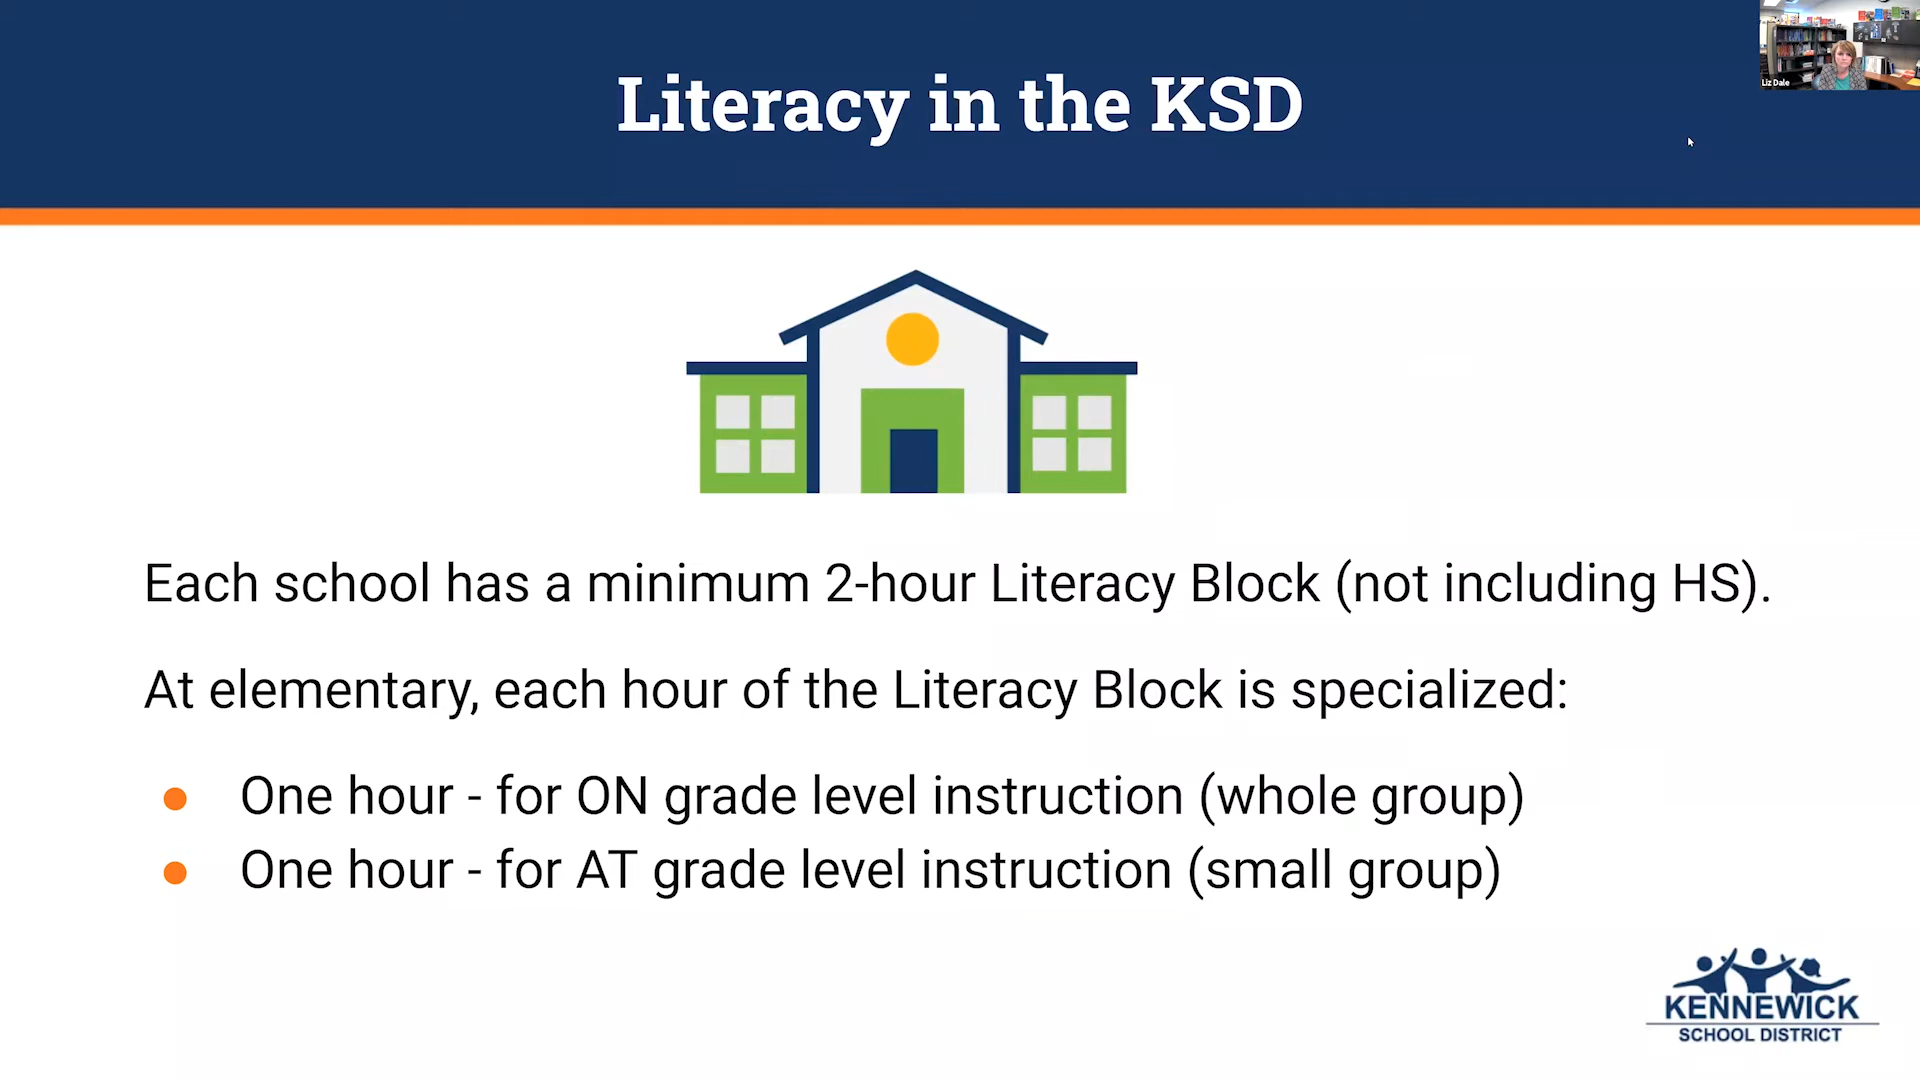 Literacy in the KSD
Liz Dale
Each school has a minimum 2-hour Literacy Block (not including HS).
At elementary, each hour of the Literacy Block is specialized:
● One hour - for ON grade level instruction (whole group)
● One hour - for AT grade level instruction (small group)
KENNEWICK
SCHOOL DISTRICT